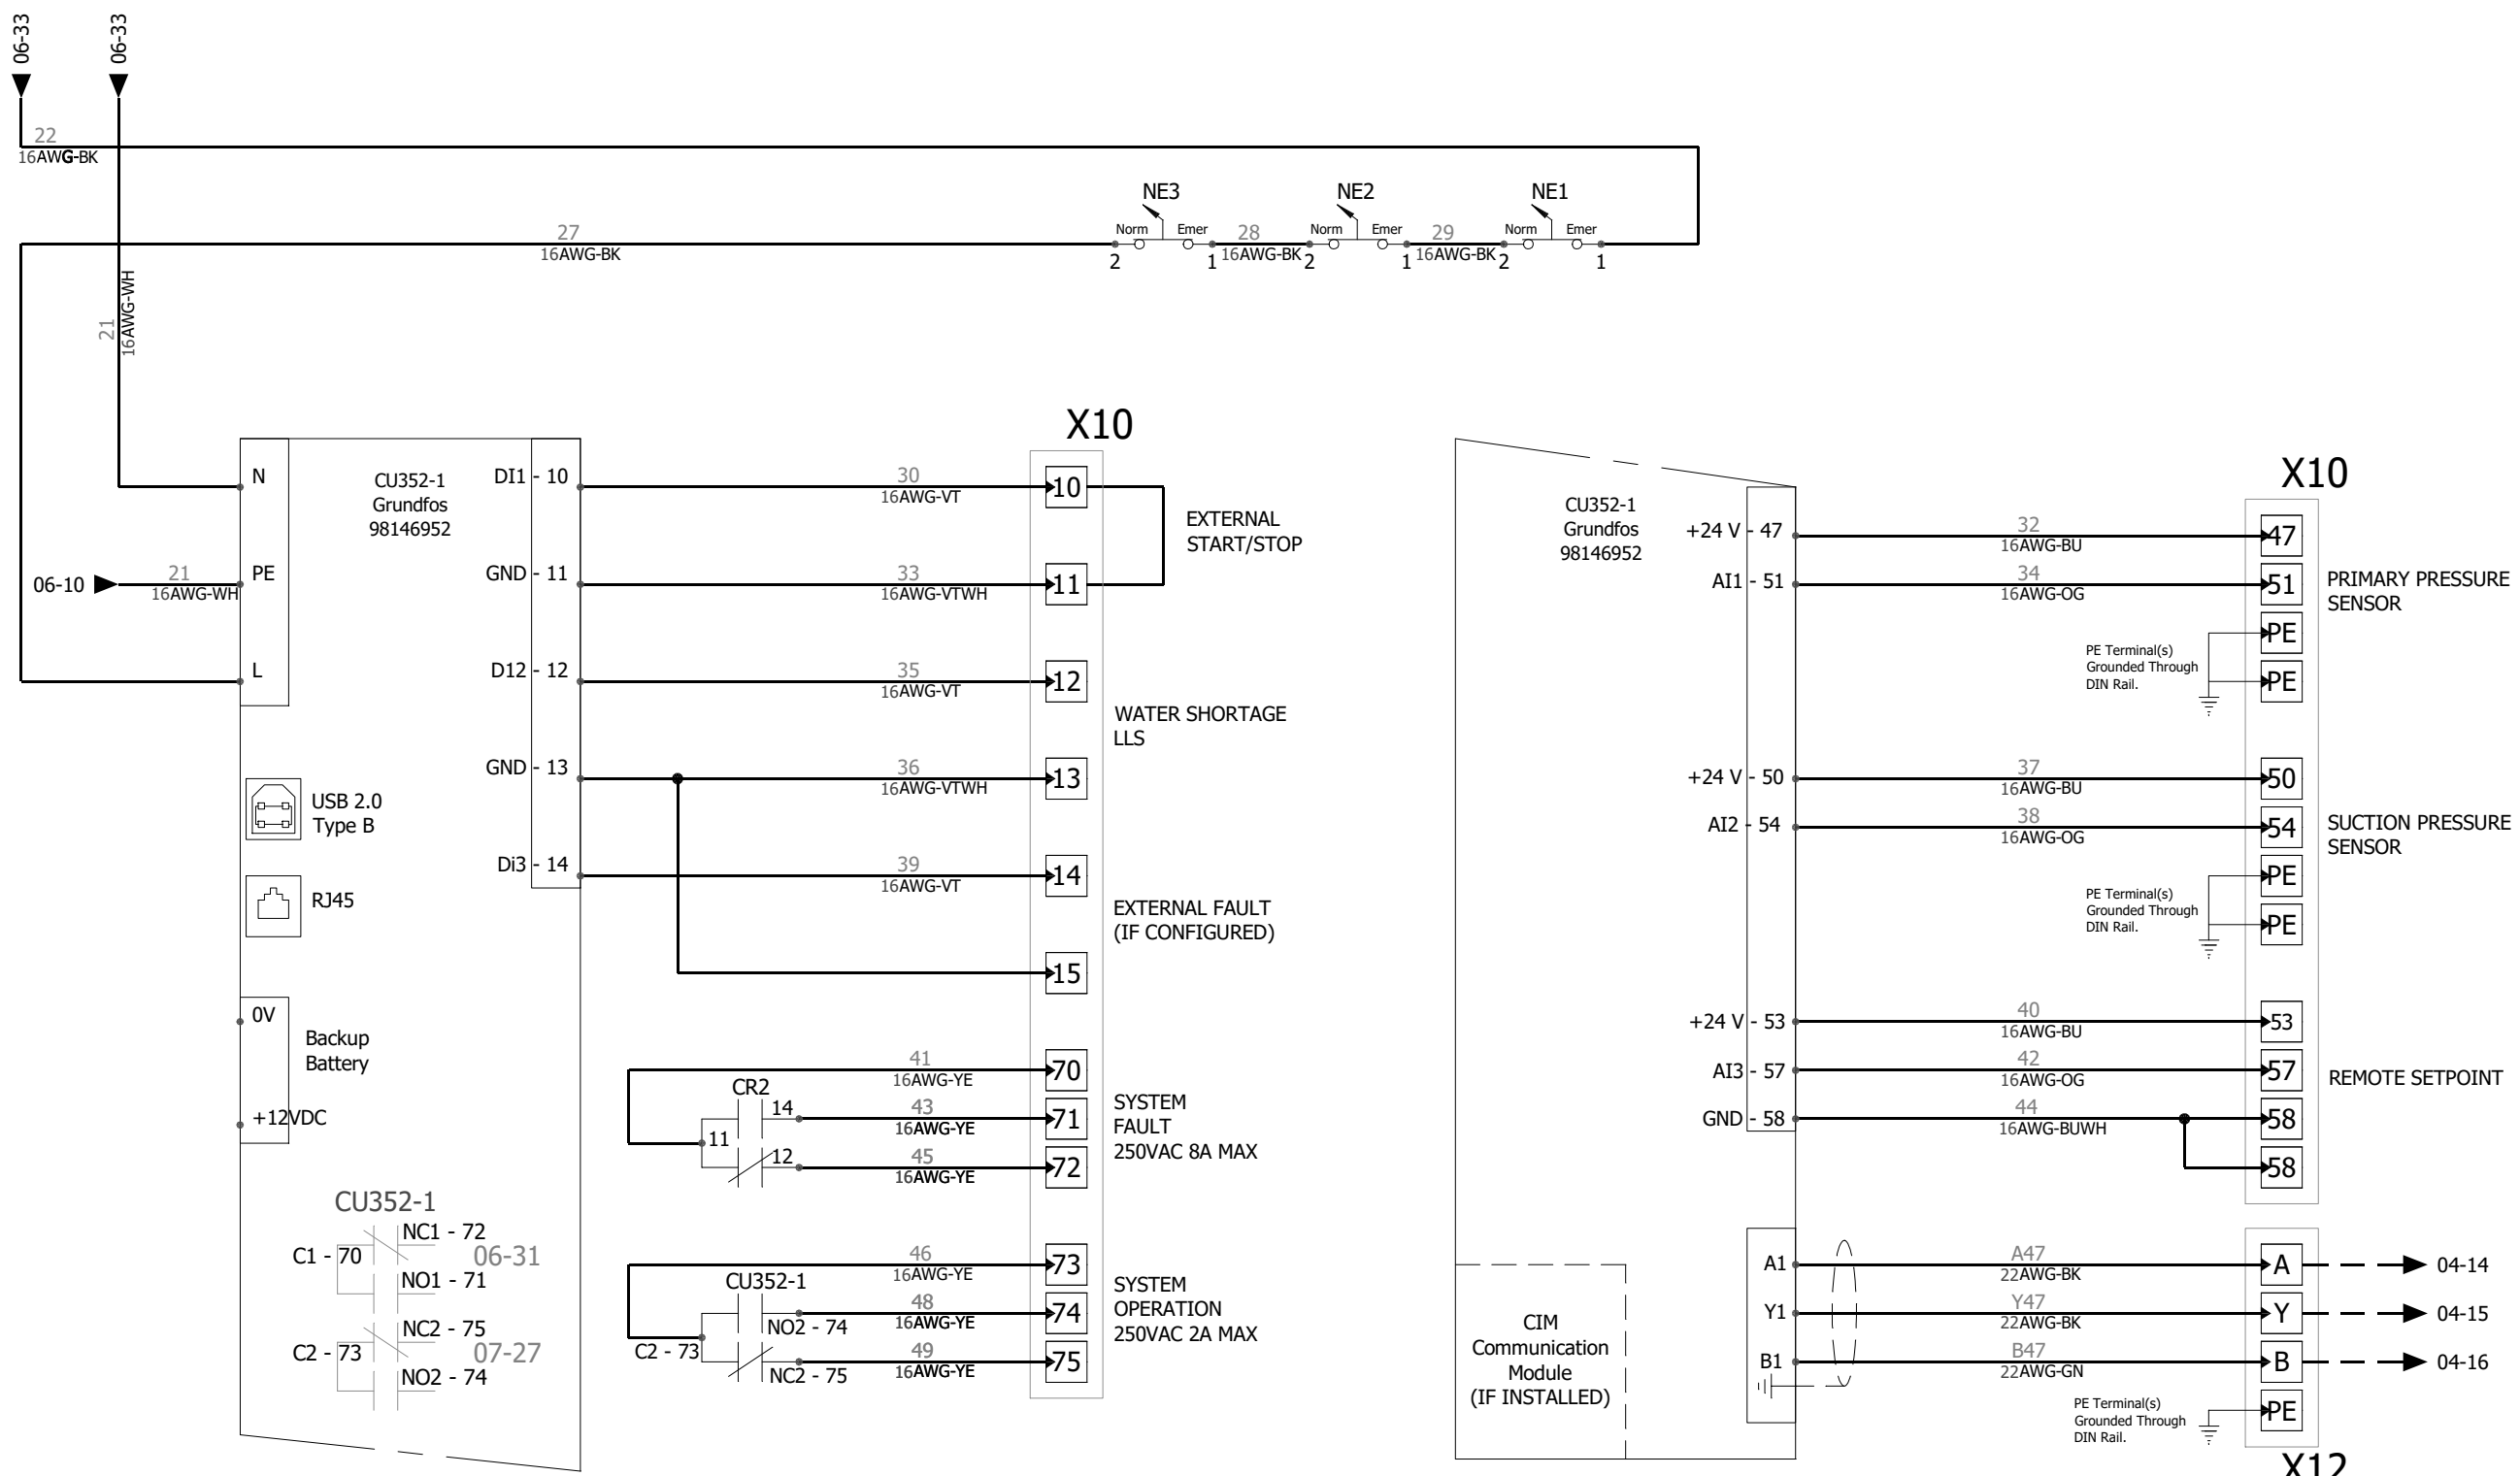 06-33
06-33
22
16AWG-BK
NE3
NE2
NE1
Norm
Emer
Norm
Emer
Norm
Emer
27
16AWG-BK
2
1
28
16AWG-BK
2
1
29
16AWG-BK
2
1
21
16AWG-WH
X10
N
CU352-1
Grundfos
98146952
DI1 - 10
30
16AWG-VT
10
EXTERNAL
START/STOP
06-10
21
16AWG-WH
PE
GND - 11
33
16AWG-VTWH
11
L
D12 - 12
35
16AWG-VT
12
WATER SHORTAGE
LLS
GND - 13
36
16AWG-VTWH
13
USB 2.0
Type B
Di3 - 14
39
16AWG-VT
14
RJ45
EXTERNAL FAULT
(IF CONFIGURED)
15
0V
Backup
Battery
+12VDC
41
16AWG-YE
70
CR2
14
43
16AWG-YE
71
11
12
45
16AWG-YE
72
SYSTEM
FAULT
250VAC 8A MAX
CU352-1
NC1 - 72
C1 - 70
06-31
NO1 - 71
NC2 - 75
C2 - 73
07-27
NO2 - 74
46
16AWG-YE
73
CU352-1
48
NO2 - 74
16AWG-YE
74
C2 - 73
49
NC2 - 75
16AWG-YE
75
SYSTEM
OPERATION
250VAC 2A MAX
X10
CU352-1
Grundfos
98146952
+24 V - 47
32
16AWG-BU
47
AI1 - 51
34
16AWG-OG
51
PRIMARY PRESSURE
SENSOR
PE
PE Terminal(s)
Grounded Through
DIN Rail.
PE
+24 V - 50
37
16AWG-BU
50
AI2 - 54
38
16AWG-OG
54
SUCTION PRESSURE
SENSOR
PE
PE Terminal(s)
Grounded Through
DIN Rail.
PE
+24 V - 53
40
16AWG-BU
53
AI3 - 57
42
16AWG-OG
57
REMOTE SETPOINT
GND - 58
44
16AWG-BUWH
58
58
A1
A47
22AWG-BK
A
04-14
Y1
Y47
22AWG-BK
Y
04-15
CIM
Communication
Module
(IF INSTALLED)
B1
B47
22AWG-GN
B
04-16
PE Terminal(s)
Grounded Through
DIN Rail.
PE
X12